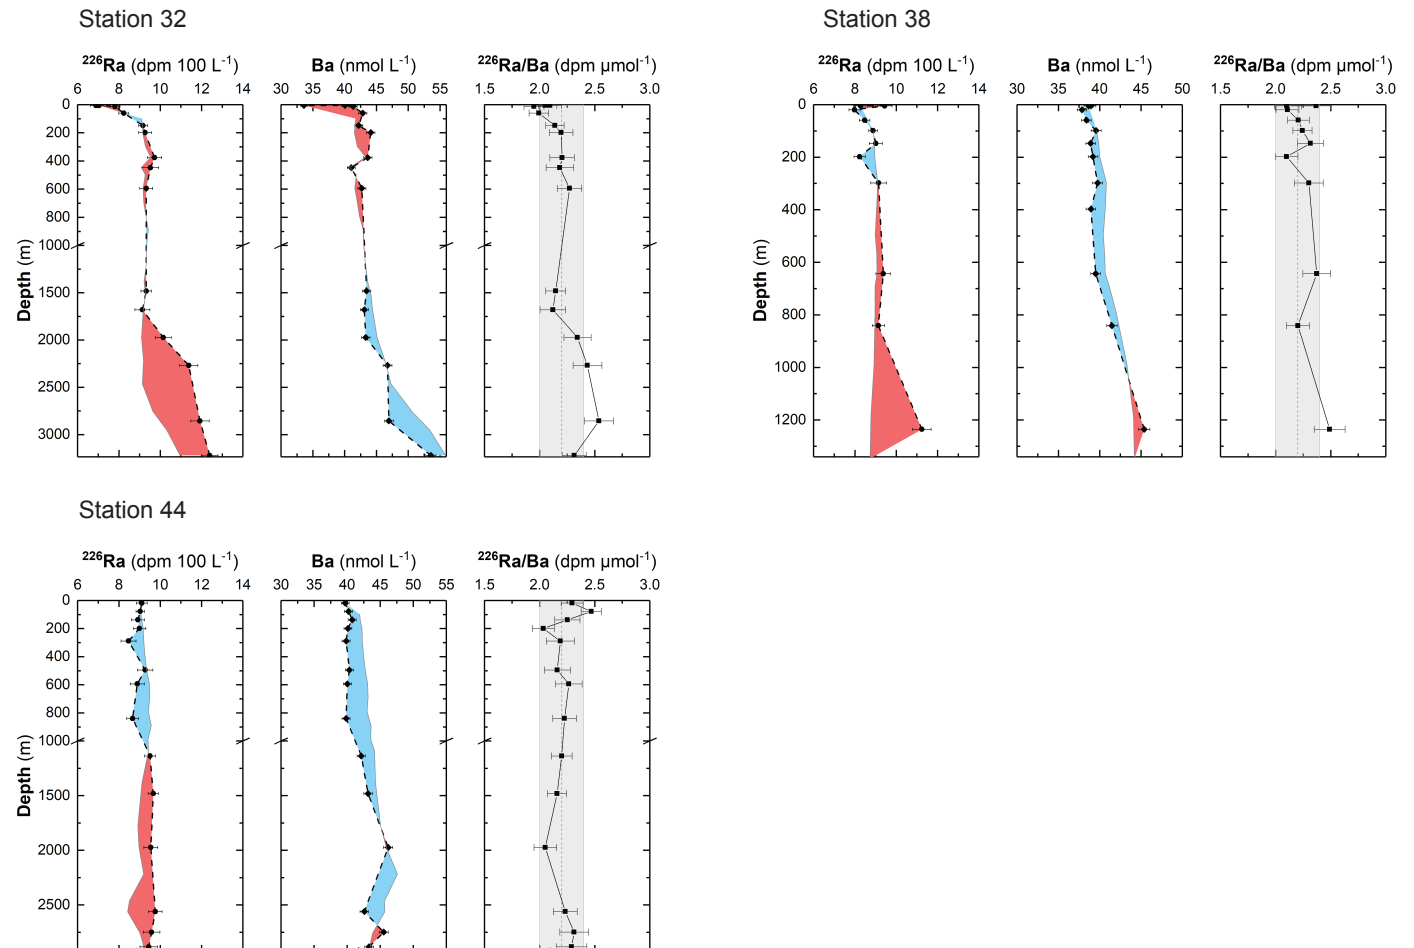 Station 32
Station 38
²²⁶Ra (dpm 100 L⁻¹) Ba (nmol L⁻¹) ²²⁶Ra/Ba (dpm µmol⁻¹)
²²⁶Ra (dpm 100 L⁻¹) Ba (nmol L⁻¹) ²²⁶Ra/Ba (dpm µmol⁻¹)
6 8 10 12 14 30 35 40 45 50 55 1.5 2.0 2.5 3.0
6 8 10 12 14 30 35 40 45 50 1.5 2.0 2.5 3.0
0
200
400
600
800
1000
1500
2000
2500
3000
Depth (m)
0
200
400
600
800
1000
1200
Depth (m)
Station 44
²²⁶Ra (dpm 100 L⁻¹) Ba (nmol L⁻¹) ²²⁶Ra/Ba (dpm µmol⁻¹)
6 8 10 12 14 30 35 40 45 50 55 1.5 2.0 2.5 3.0
0
200
400
600
800
1000
1500
2000
2500
Depth (m)